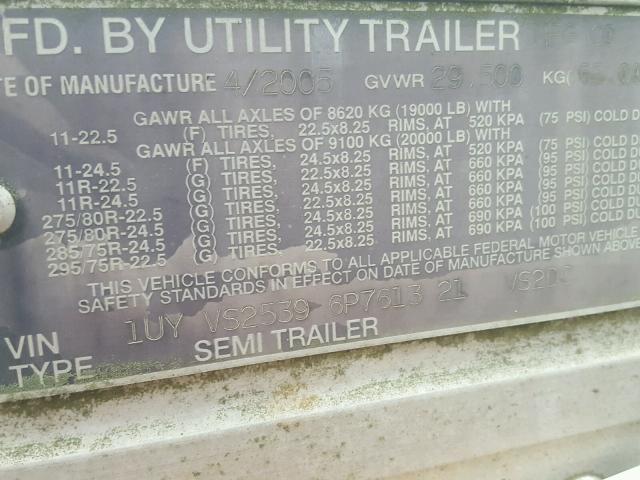 MFD. BY UTILITY TRAILER MFG CO
TE OF MANUFACTURE 4/2005 GVWR 29,500 KG( 65,0
GAWR ALL AXLES OF 8620 KG (19000 LB) WITH
11-22.5 (F) TIRES, 22.5x8.25 RIMS, AT 520 KPA (75 PSI) COLD D
GAWR ALL AXLES OF 9100 KG (20000 LB) WITH
11-24.5 (F) TIRES, 24.5x8.25 RIMS, AT 520 KPA (75 PSI) COLD D
11R-22.5 (G) TIRES, 22.5x8.25 RIMS, AT 660 KPA (95 PSI) COLD D
11R-24.5 (G) TIRES, 24.5x8.25 RIMS, AT 660 KPA (95 PSI) COLD D
275/80R-22.5 (G) TIRES, 22.5x8.25 RIMS, AT 660 KPA (95 PSI) COLD D
275/80R-24.5 (G) TIRES, 24.5x8.25 RIMS, AT 660 KPA (95 PSI) COLD D
285/75R-24.5 (G) TIRES, 24.5x8.25 RIMS, AT 690 KPA (100 PSI) COLD D
295/75R-22.5 (G) TIRES, 22.5x8.25 RIMS, AT 690 KPA (100 PSI) COLD D
THIS VEHICLE CONFORMS TO ALL APPLICABLE FEDERAL MOTOR VEHICLE
SAFETY STANDARDS IN EFFECT ON DATE OF MANUFACTURE SHOWN ABOVE
VIN 1UY VS2539 6P7613 21 VS2DC
TYPE SEMI TRAILER